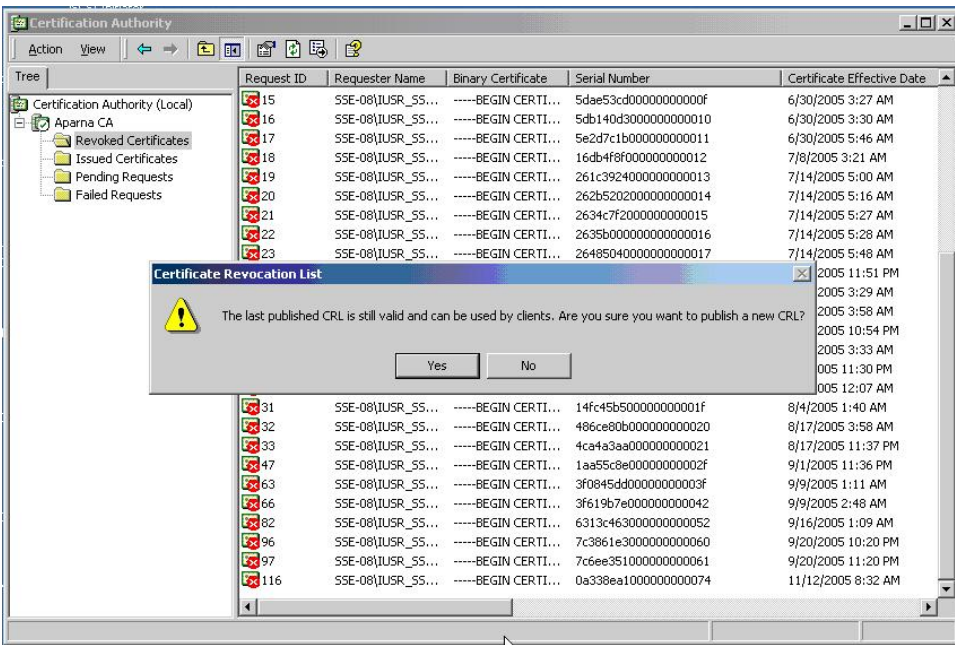 Certification Authority
Action View
Tree
Request ID Requester Name Binary Certificate Serial Number Certificate Effective Date
Certification Authority (Local)
Aparna CA
Revoked Certificates
Issued Certificates
Pending Requests
Failed Requests
15 SSE-08\IUSR_SS... -----BEGIN CERTI... 5dae53cd00000000000f 6/30/2005 3:27 AM
16 SSE-08\IUSR_SS... -----BEGIN CERTI... 5db140d3000000000010 6/30/2005 3:30 AM
17 SSE-08\IUSR_SS... -----BEGIN CERTI... 5e2d7c1b000000000011 6/30/2005 5:46 AM
18 SSE-08\IUSR_SS... -----BEGIN CERTI... 16db4f8f000000000012 7/8/2005 3:21 AM
19 SSE-08\IUSR_SS... -----BEGIN CERTI... 261c3924000000000013 7/14/2005 5:00 AM
20 SSE-08\IUSR_SS... -----BEGIN CERTI... 262b5202000000000014 7/14/2005 5:16 AM
21 SSE-08\IUSR_SS... -----BEGIN CERTI... 2634c7f2000000000015 7/14/2005 5:27 AM
22 SSE-08\IUSR_SS... -----BEGIN CERTI... 2635b000000000000016 7/14/2005 5:28 AM
23 SSE-08\IUSR_SS... -----BEGIN CERTI... 26485040000000000017 7/14/2005 5:48 AM
2005 11:51 PM
2005 3:29 AM
2005 3:58 AM
2005 10:54 PM
2005 3:33 AM
005 11:30 PM
005 12:07 AM
Certificate Revocation List
The last published CRL is still valid and can be used by clients. Are you sure you want to publish a new CRL?
Yes No
31 SSE-08\IUSR_SS... -----BEGIN CERTI... 14fc45b500000000001f 8/4/2005 1:40 AM
32 SSE-08\IUSR_SS... -----BEGIN CERTI... 486ce80b000000000020 8/17/2005 3:58 AM
33 SSE-08\IUSR_SS... -----BEGIN CERTI... 4ca4a3aa000000000021 8/17/2005 11:37 PM
47 SSE-08\IUSR_SS... -----BEGIN CERTI... 1aa55c8e00000000002f 9/1/2005 11:36 PM
63 SSE-08\IUSR_SS... -----BEGIN CERTI... 3f0845dd00000000003f 9/9/2005 1:11 AM
66 SSE-08\IUSR_SS... -----BEGIN CERTI... 3f619b7e000000000042 9/9/2005 2:48 AM
82 SSE-08\IUSR_SS... -----BEGIN CERTI... 6313c463000000000052 9/16/2005 1:09 AM
96 SSE-08\IUSR_SS... -----BEGIN CERTI... 7c3861e3000000000060 9/20/2005 10:20 PM
97 SSE-08\IUSR_SS... -----BEGIN CERTI... 7c6ee351000000000061 9/20/2005 11:20 PM
116 SSE-08\IUSR_SS... -----BEGIN CERTI... 0a338ea1000000000074 11/12/2005 8:32 AM